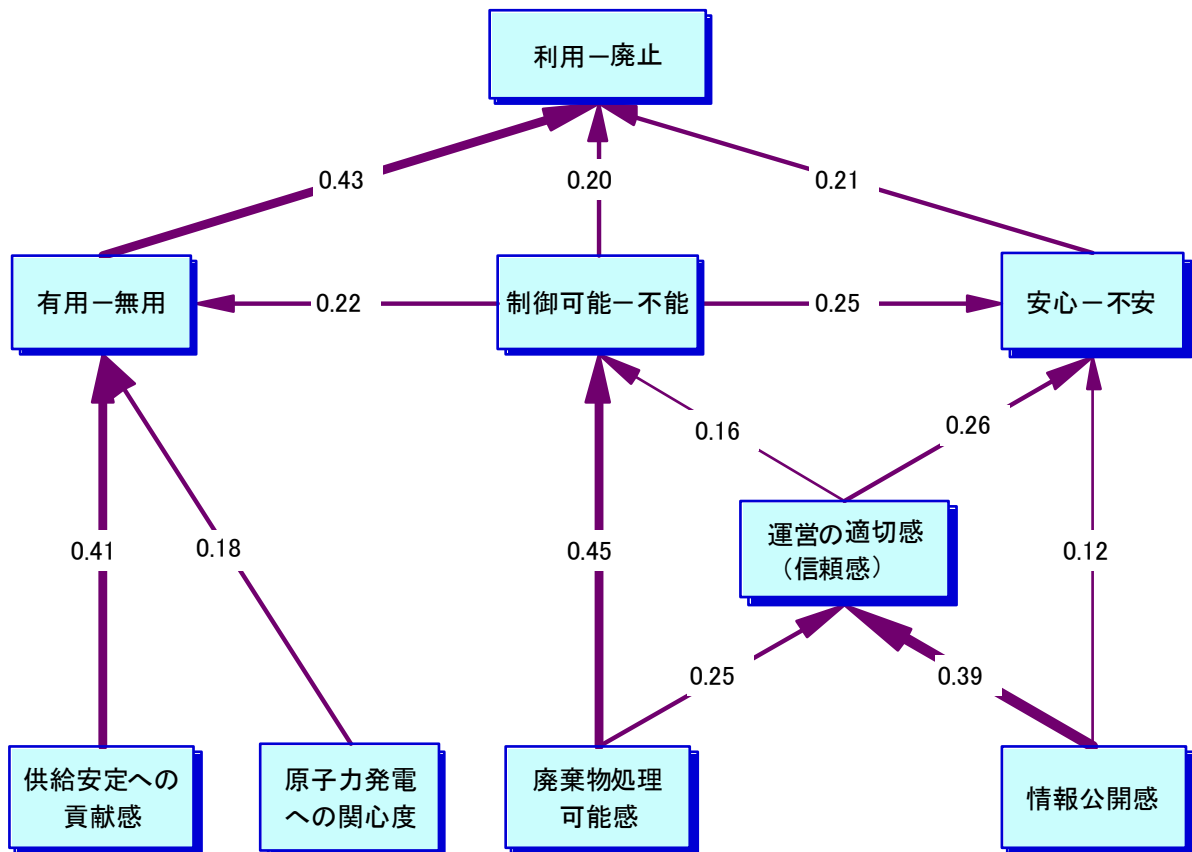 利用－廃止
0.43
0.20
0.21
有用－無用
0.22
制御可能－不能
0.25
安心－不安
0.16
0.26
0.41
0.18
0.45
運営の適切感
（信頼感）
0.12
0.25
0.39
供給安定への
貢献感
原子力発電
への関心度
廃棄物処理
可能感
情報公開感